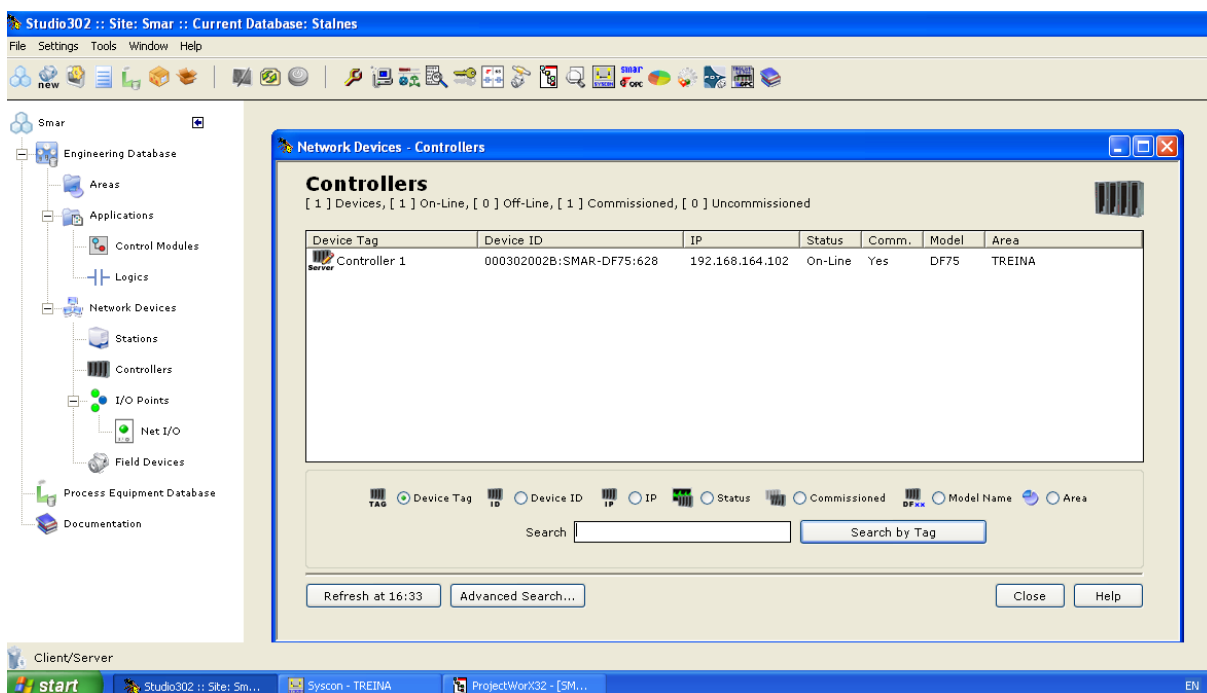 Studio302 :: Site: Smar :: Current Database: Stalnes
File Settings Tools Window Help
new SYSCON smar OPC
Smar
Engineering Database
Areas
Applications
Control Modules
Logics
Network Devices
Stations
Controllers
I/O Points
Net I/O
Field Devices
Process Equipment Database
Documentation
Network Devices - Controllers
Controllers
[ 1 ] Devices, [ 1 ] On-Line, [ 0 ] Off-Line, [ 1 ] Commissioned, [ 0 ] Uncommissioned
Device Tag Device ID IP Status Comm. Model Area
Server Controller 1 000302002B:SMAR-DF75:628 192.168.164.102 On-Line Yes DF75 TREINA
TAG Device Tag ID Device ID IP IP Status Commissioned DFxx Model Name Area
Search Search by Tag
Refresh at 16:33 Advanced Search... Close Help
Client/Server
start Studio302 :: Site: Sm... Syscon - TREINA ProjectWorX32 - [SM... EN